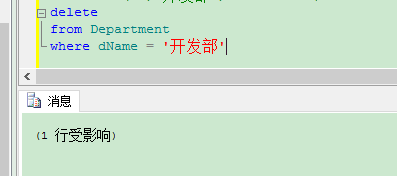 delete
from Department
where dName = '开发部'
消息
(1 行受影响)